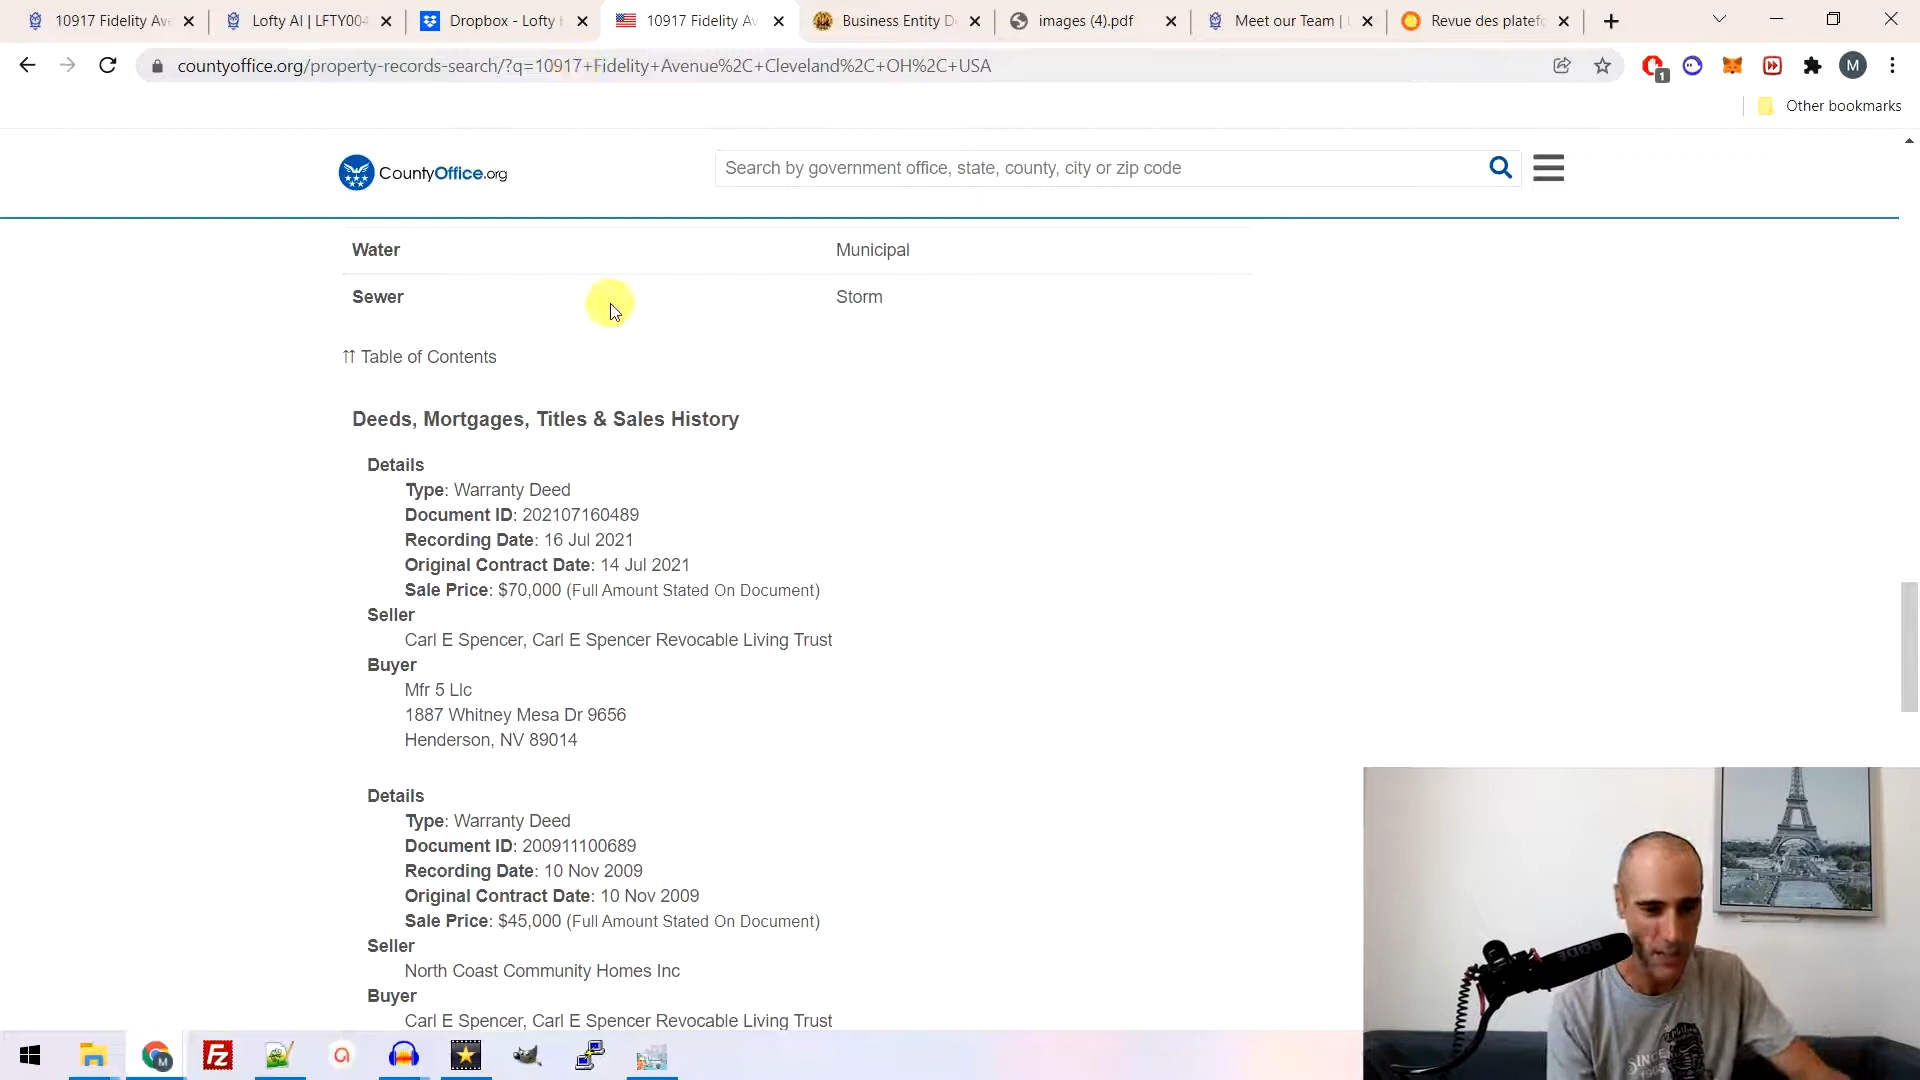 10917 Fidelity Av
Lofty AI | LFTY004
Dropbox - Lofty
10917 Fidelity Av
Business Entity D
images (4).pdf
Meet our Team |
Revue des platef
countyoffice.org/property-records-search/?q=10917+Fidelity+Avenue%2C+Cleveland%2C+OH%2C+USA
1
M
Other bookmarks
CountyOffice.org
Search by government office, state, county, city or zip code
Water Municipal
Sewer Storm
⇈ Table of Contents
Deeds, Mortgages, Titles & Sales History
Details
Type: Warranty Deed
Document ID: 202107160489
Recording Date: 16 Jul 2021
Original Contract Date: 14 Jul 2021
Sale Price: $70,000 (Full Amount Stated On Document)
Seller
Carl E Spencer, Carl E Spencer Revocable Living Trust
Buyer
Mfr 5 Llc
1887 Whitney Mesa Dr 9656
Henderson, NV 89014
Details
Type: Warranty Deed
Document ID: 200911100689
Recording Date: 10 Nov 2009
Original Contract Date: 10 Nov 2009
Sale Price: $45,000 (Full Amount Stated On Document)
Seller
North Coast Community Homes Inc
Buyer
Carl E Spencer, Carl E Spencer Revocable Living Trust
RODE
SINCE
M